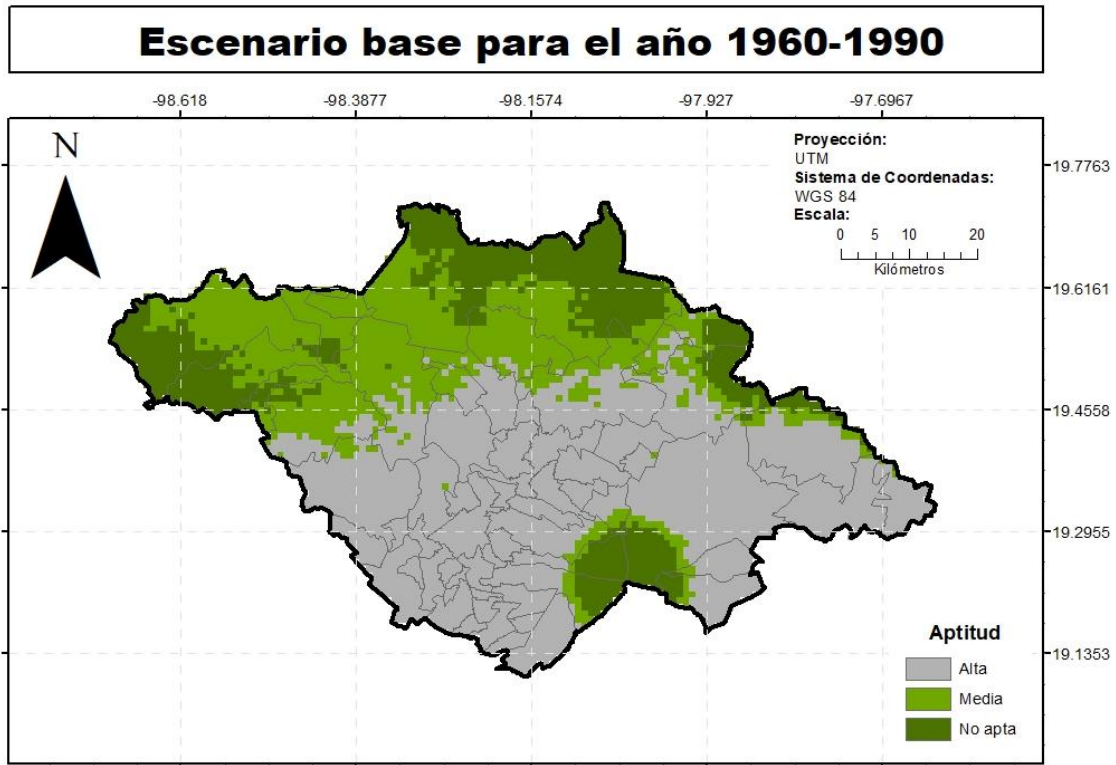 Escenario base para el año 1960-1990
-98.618 -98.3877 -98.1574 -97.927 -97.6967
N
Proyección:
UTM
Sistema de Coordenadas:
WGS 84
Escala:
0 5 10 20
Kilómetros
19.7763
19.6161
19.4558
19.2955
19.1353
Aptitud
Alta
Media
No apta